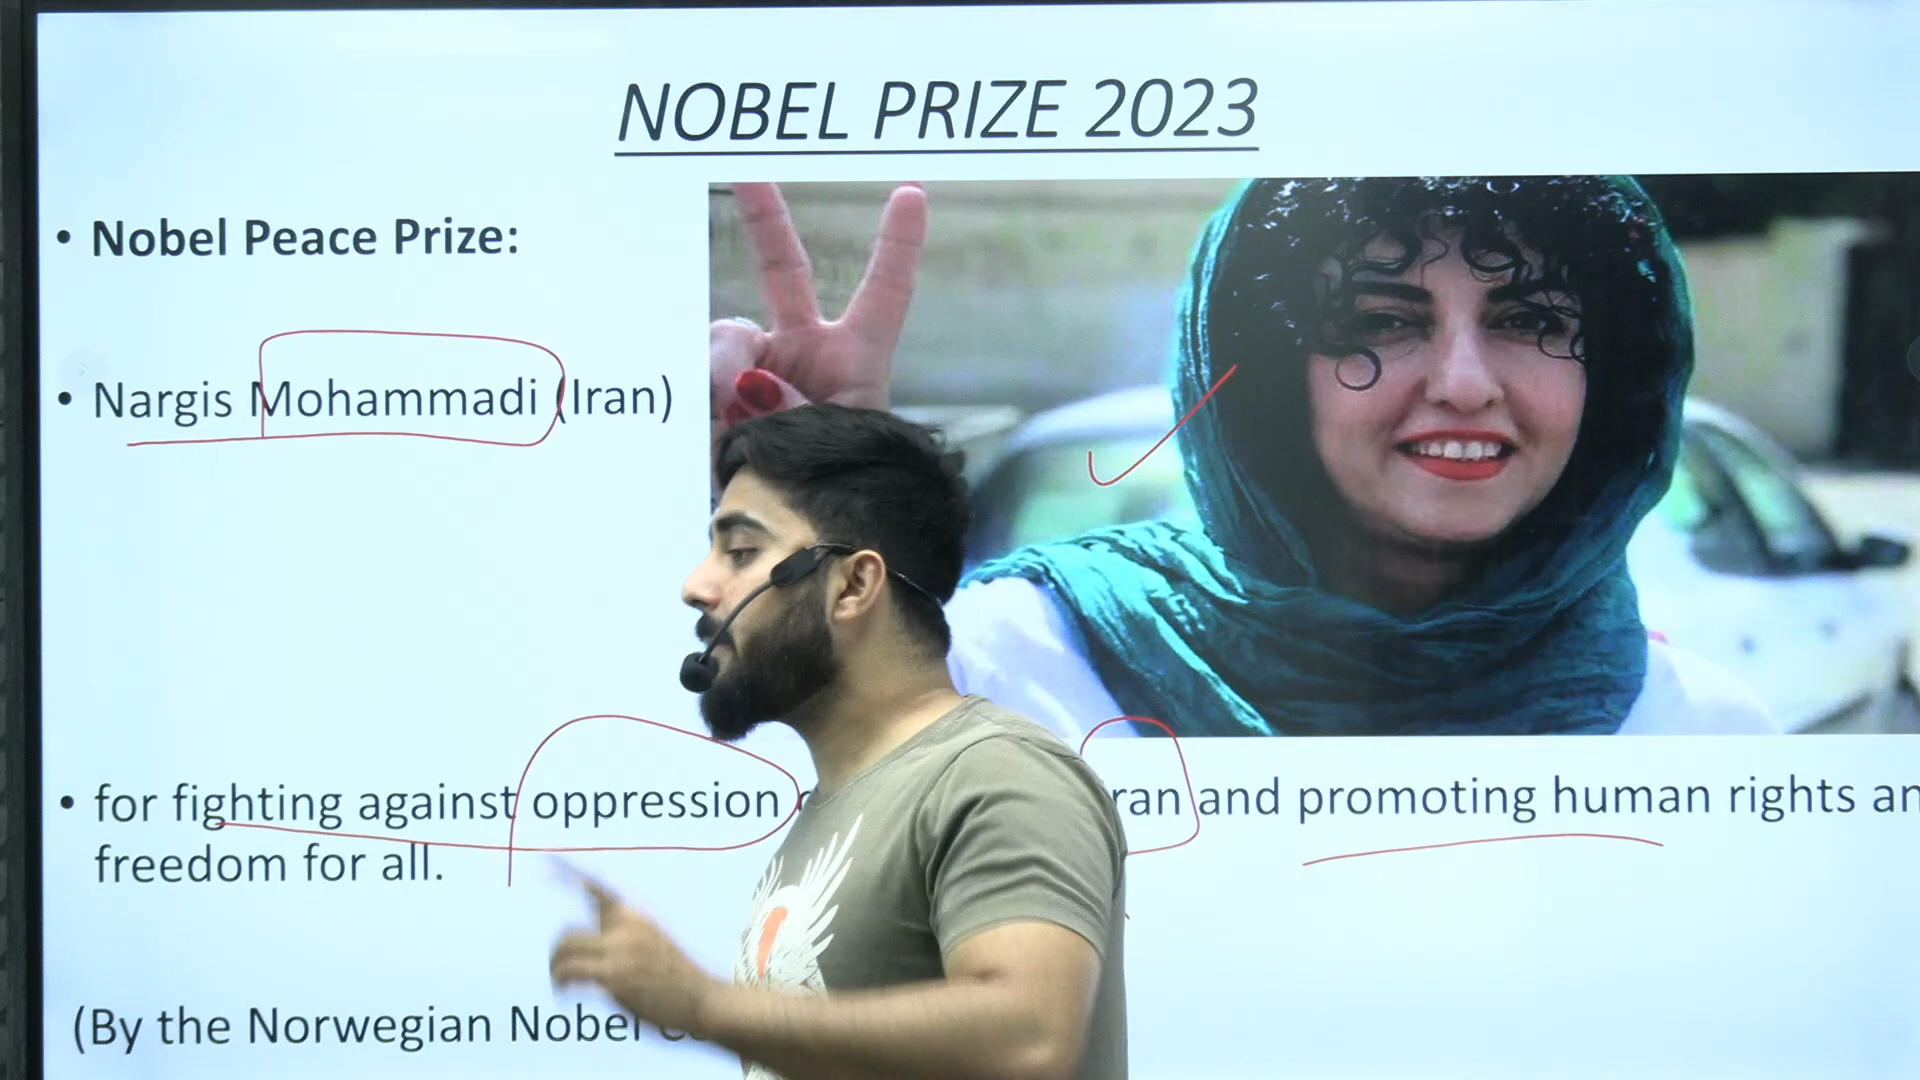 NOBEL PRIZE 2023
• Nobel Peace Prize:
• Nargis Mohammadi (Iran)
• for fighting against oppression ran and promoting human rights an
freedom for all.
(By the Norwegian Nobel